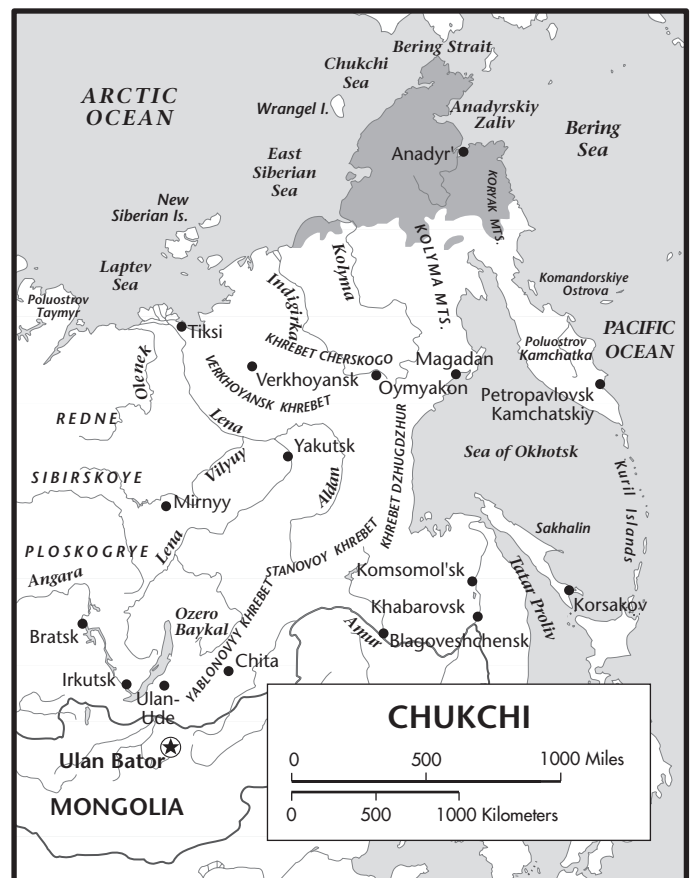 Bering Strait
Chukchi
Sea
ARCTIC
OCEAN
Wrangel I.
Anadyrskiy
Zaliv
Bering
Sea
Anadyr'
East
Siberian
Sea
KORYAK MTS.
New
Siberian Is.
KOLYMA MTS.
Kolyma
Laptev
Sea
Indigirka
Komandorskiye
Ostrova
Poluostrov
Taymyr
PACIFIC
OCEAN
Tiksi
Poluostrov
Kamchatka
KHREBET CHERSKOGO
Olenek
Magadan
VERKHOYANSK KHREBET
Verkhoyansk
Oymyakon
Petropavlovsk
Kamchatskiy
REDNE
Lena
Yakutsk
Sea of Okhotsk
KHREBET DZHUGDZHUR
Vilyuy
SIBIRSKOYE
Aldan
Kuril Islands
Mirnyy
Sakhalin
PLOSKOGRYE
Lena
STANOVOY KHREBET
Angara
Komsomol'sk
Tatar Proliv
Khabarovsk
Korsakov
Ozero
Baykal
YABLONOVYY KHREBET
Bratsk
Amur
Blagoveshchensk
Chita
Irkutsk
Ulan-
Ude
CHUKCHI
Ulan Bator
0 500 1000 Miles
MONGOLIA
0 500 1000 Kilometers